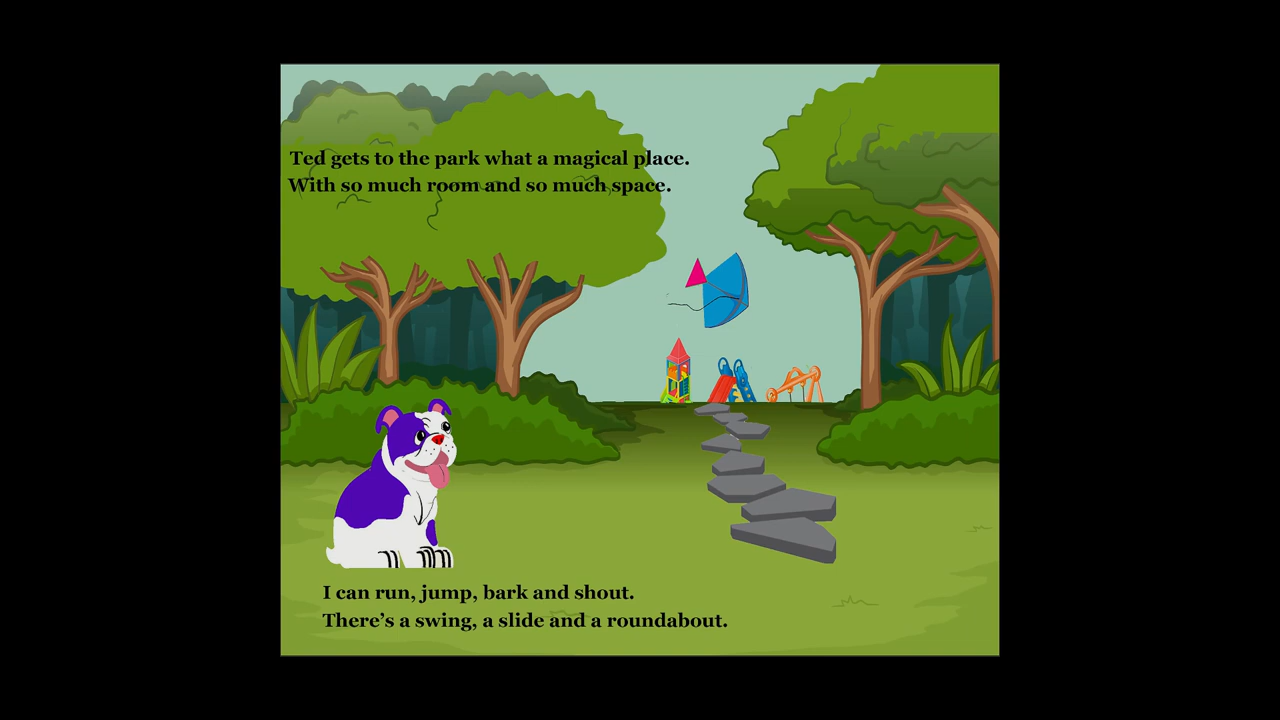 Ted gets to the park what a magical place.
With so much room and so much space.
I can run, jump, bark and shout.
There's a swing, a slide and a roundabout.